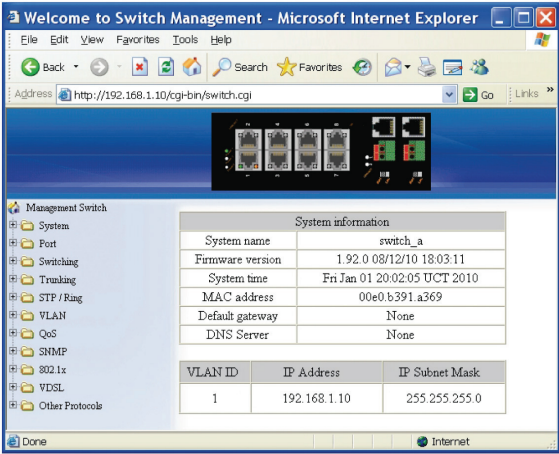 Welcome to Switch Management - Microsoft Internet Explorer
File Edit View Favorites Tools Help
Back Search Favorites
Address http://192.168.1.10/cgi-bin/switch.cgi Go Links »
Management Switch
System
Port
Switching
Trunking
STP / Ring
VLAN
QoS
SNMP
802.1x
VDSL
Other Protocols
System information
System name switch_a
Firmware version 1.92.0 08/12/10 18:03:11
System time Fri Jan 01 20:02:05 UCT 2010
MAC address 00e0.b391.a369
Default gateway None
DNS Server None
VLAN ID IP Address IP Subnet Mask
1 192.168.1.10 255.255.255.0
Done Internet